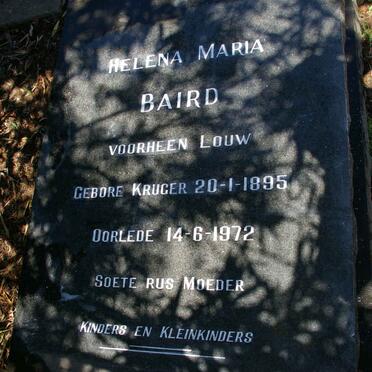 HELENA MARIA
BAIRD
VOORHEEN LOUW
GEBORE KRUGER 20-1-1895
OORLEDE 14-6-1972
SOETE RUS MOEDER
KINDERS EN KLEINKINDERS